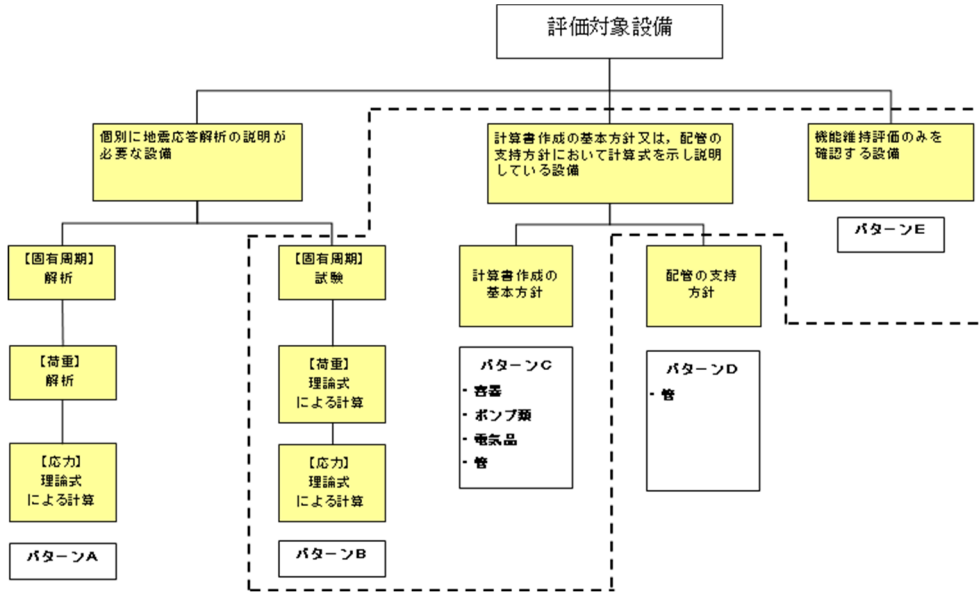 評価対象設備
個別に地震応答解析の説明が
必要な設備
計算書作成の基本方針又は，配管の
支持方針において計算式を示し説明
している設備
機能維持評価のみを
確認する設備
パターンE
【固有周期】
解析
【固有周期】
試験
計算書作成の
基本方針
配管の支持
方針
【荷重】
解析
【荷重】
理論式
による計算
パターンC
・容器
・ポンプ類
・電気品
・管
パターンD
・管
【応力】
理論式
による計算
【応力】
理論式
による計算
パターンA
パターンB